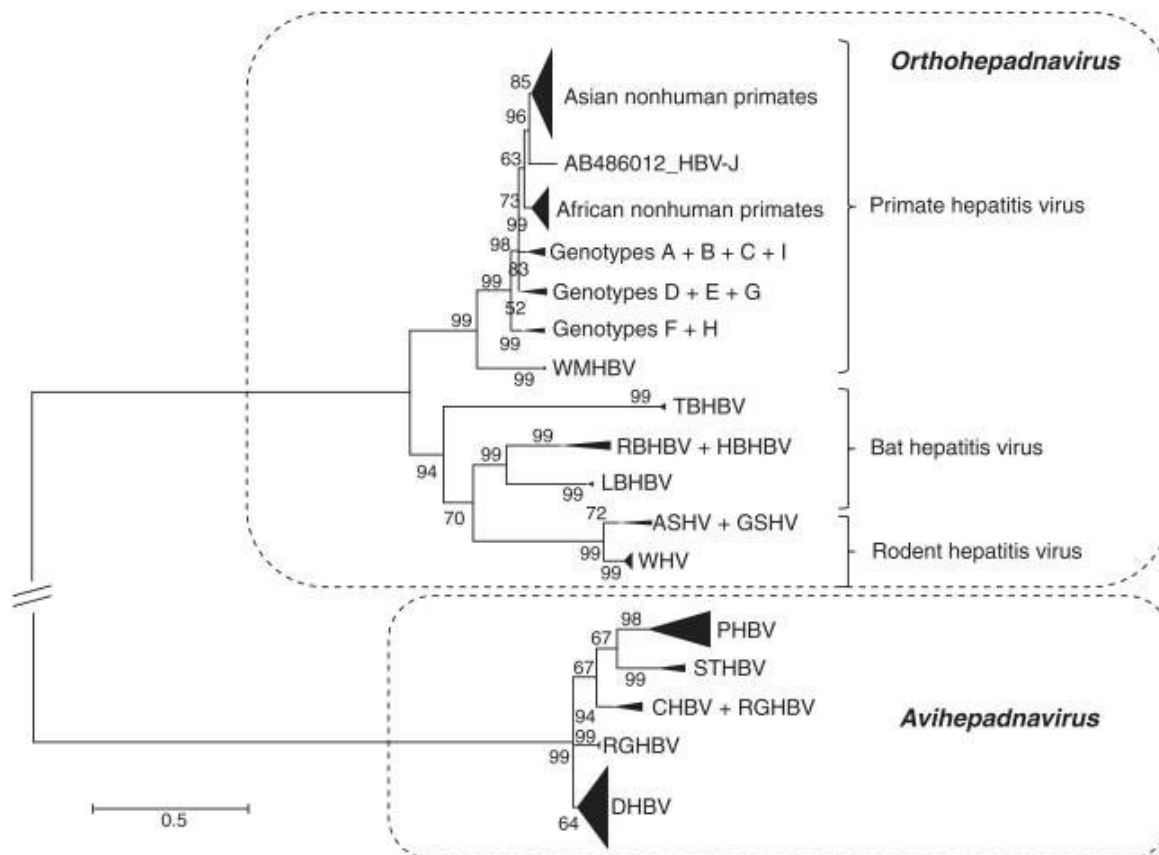 Orthohepadnavirus
85
Asian nonhuman primates
96
63
AB486012_HBV-J
73
African nonhuman primates
Primate hepatitis virus
99
98
Genotypes A + B + C + I
83
99
Genotypes D + E + G
52
99
Genotypes F + H
99
99
WMHBV
99
TBHBV
99
RBHBV + HBHBV
Bat hepatitis virus
99
94
LBHBV
99
70
72
ASHV + GSHV
99
Rodent hepatitis virus
WHV
99
98
PHBV
67
67
STHBV
99
CHBV + RGHBV
94
Avihepadnavirus
99
RGHBV
99
DHBV
64
0.5